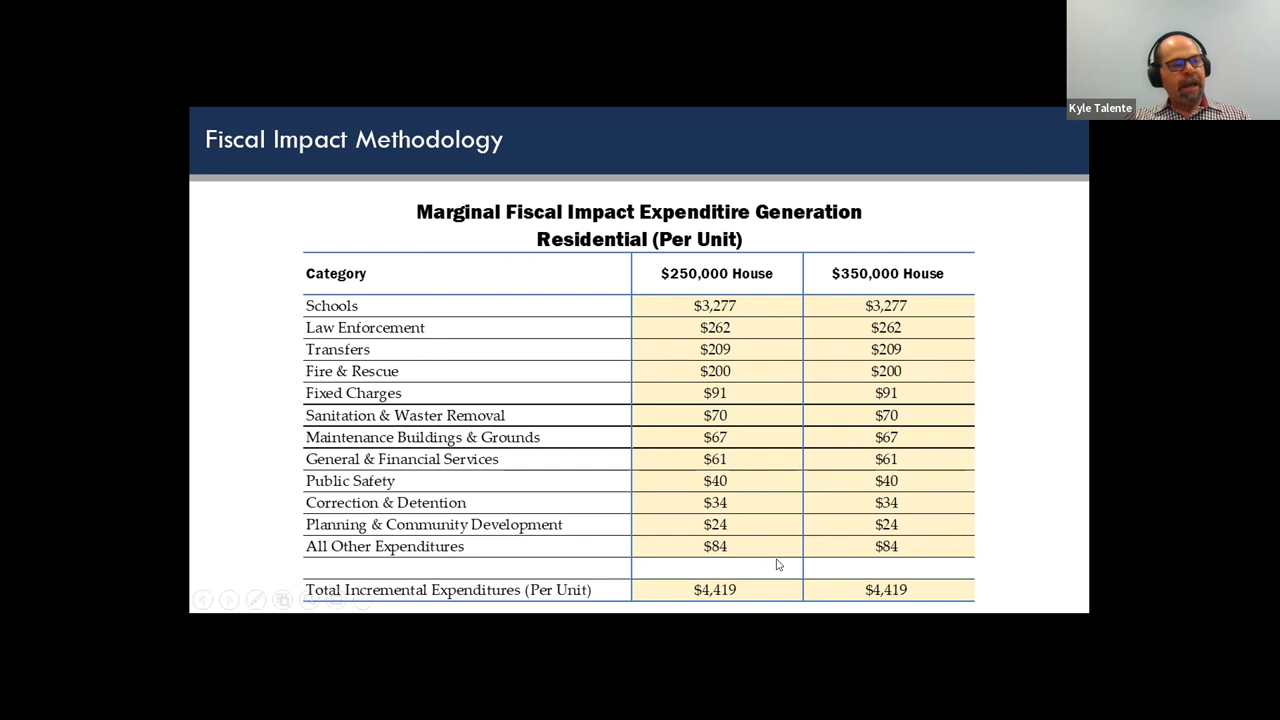 Kyle Talente
Fiscal Impact Methodology
Marginal Fiscal Impact Expenditire Generation
Residential (Per Unit)
Category $250,000 House $350,000 House
Schools $3,277 $3,277
Law Enforcement $262 $262
Transfers $209 $209
Fire & Rescue $200 $200
Fixed Charges $91 $91
Sanitation & Waster Removal $70 $70
Maintenance Buildings & Grounds $67 $67
General & Financial Services $61 $61
Public Safety $40 $40
Correction & Detention $34 $34
Planning & Community Development $24 $24
All Other Expenditures $84 $84
Total Incremental Expenditures (Per Unit) $4,419 $4,419